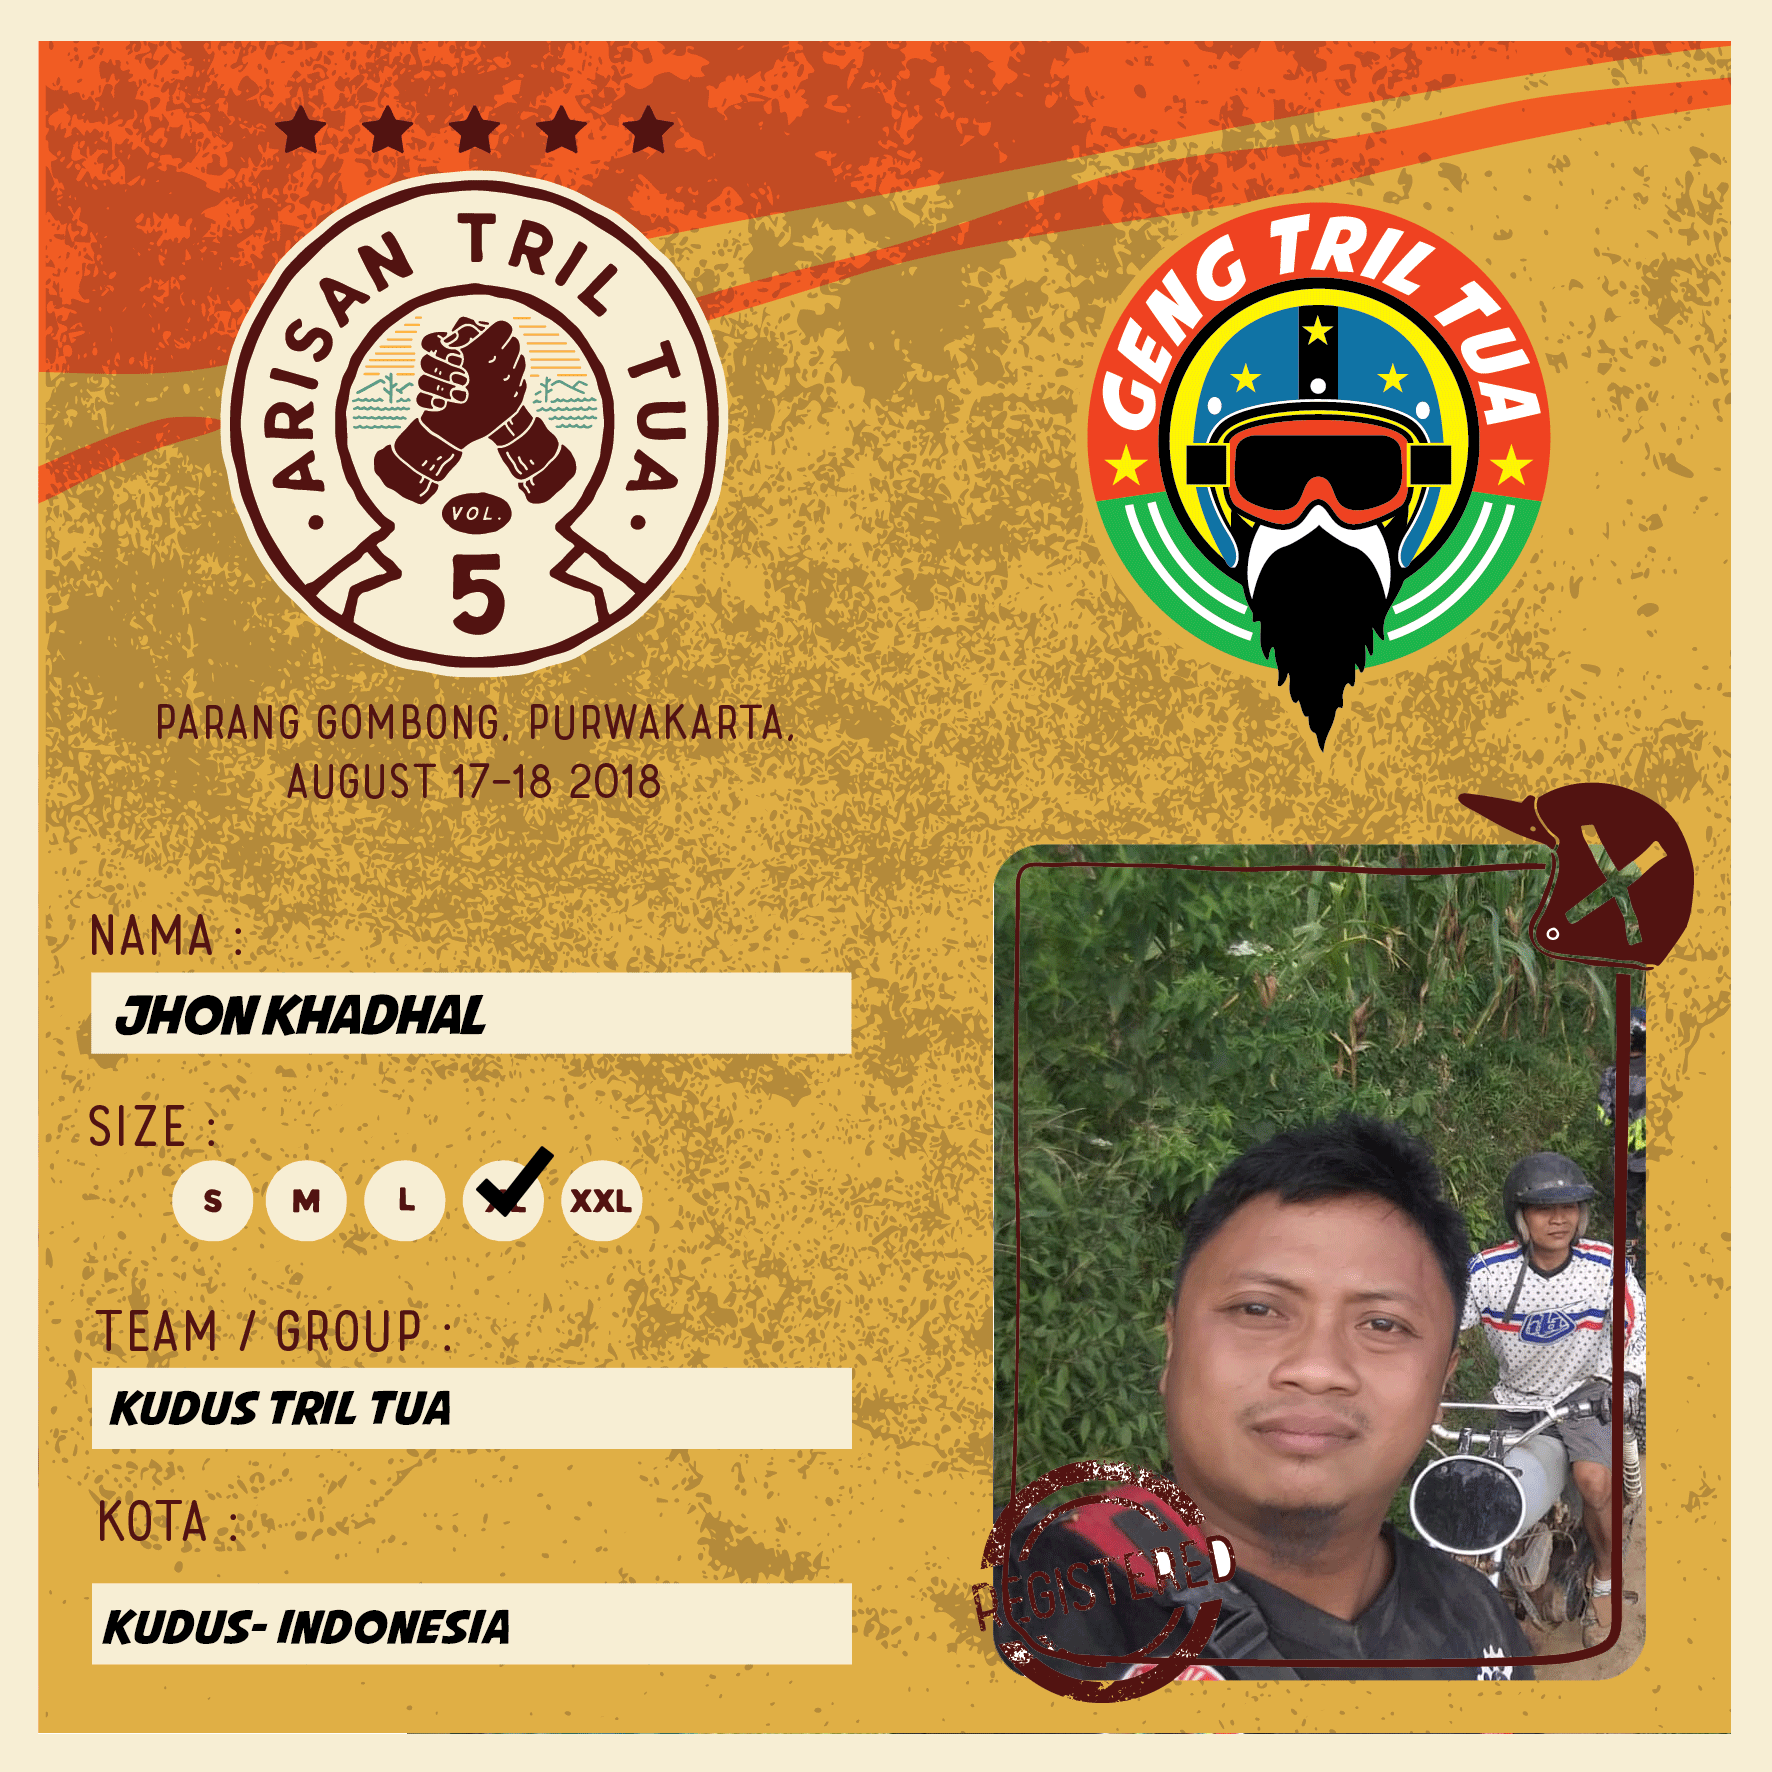 ARISAN TRIL TUA
VOL.
5
PARANG GOMBONG, PURWAKARTA,
AUGUST 17-18 2018
GENG TRIL TUA
NAMA :
JHON KHADHAL
SIZE :
S M L XL XXL
TEAM / GROUP :
KUDUS TRIL TUA
KOTA :
KUDUS- INDONESIA
REGISTERED